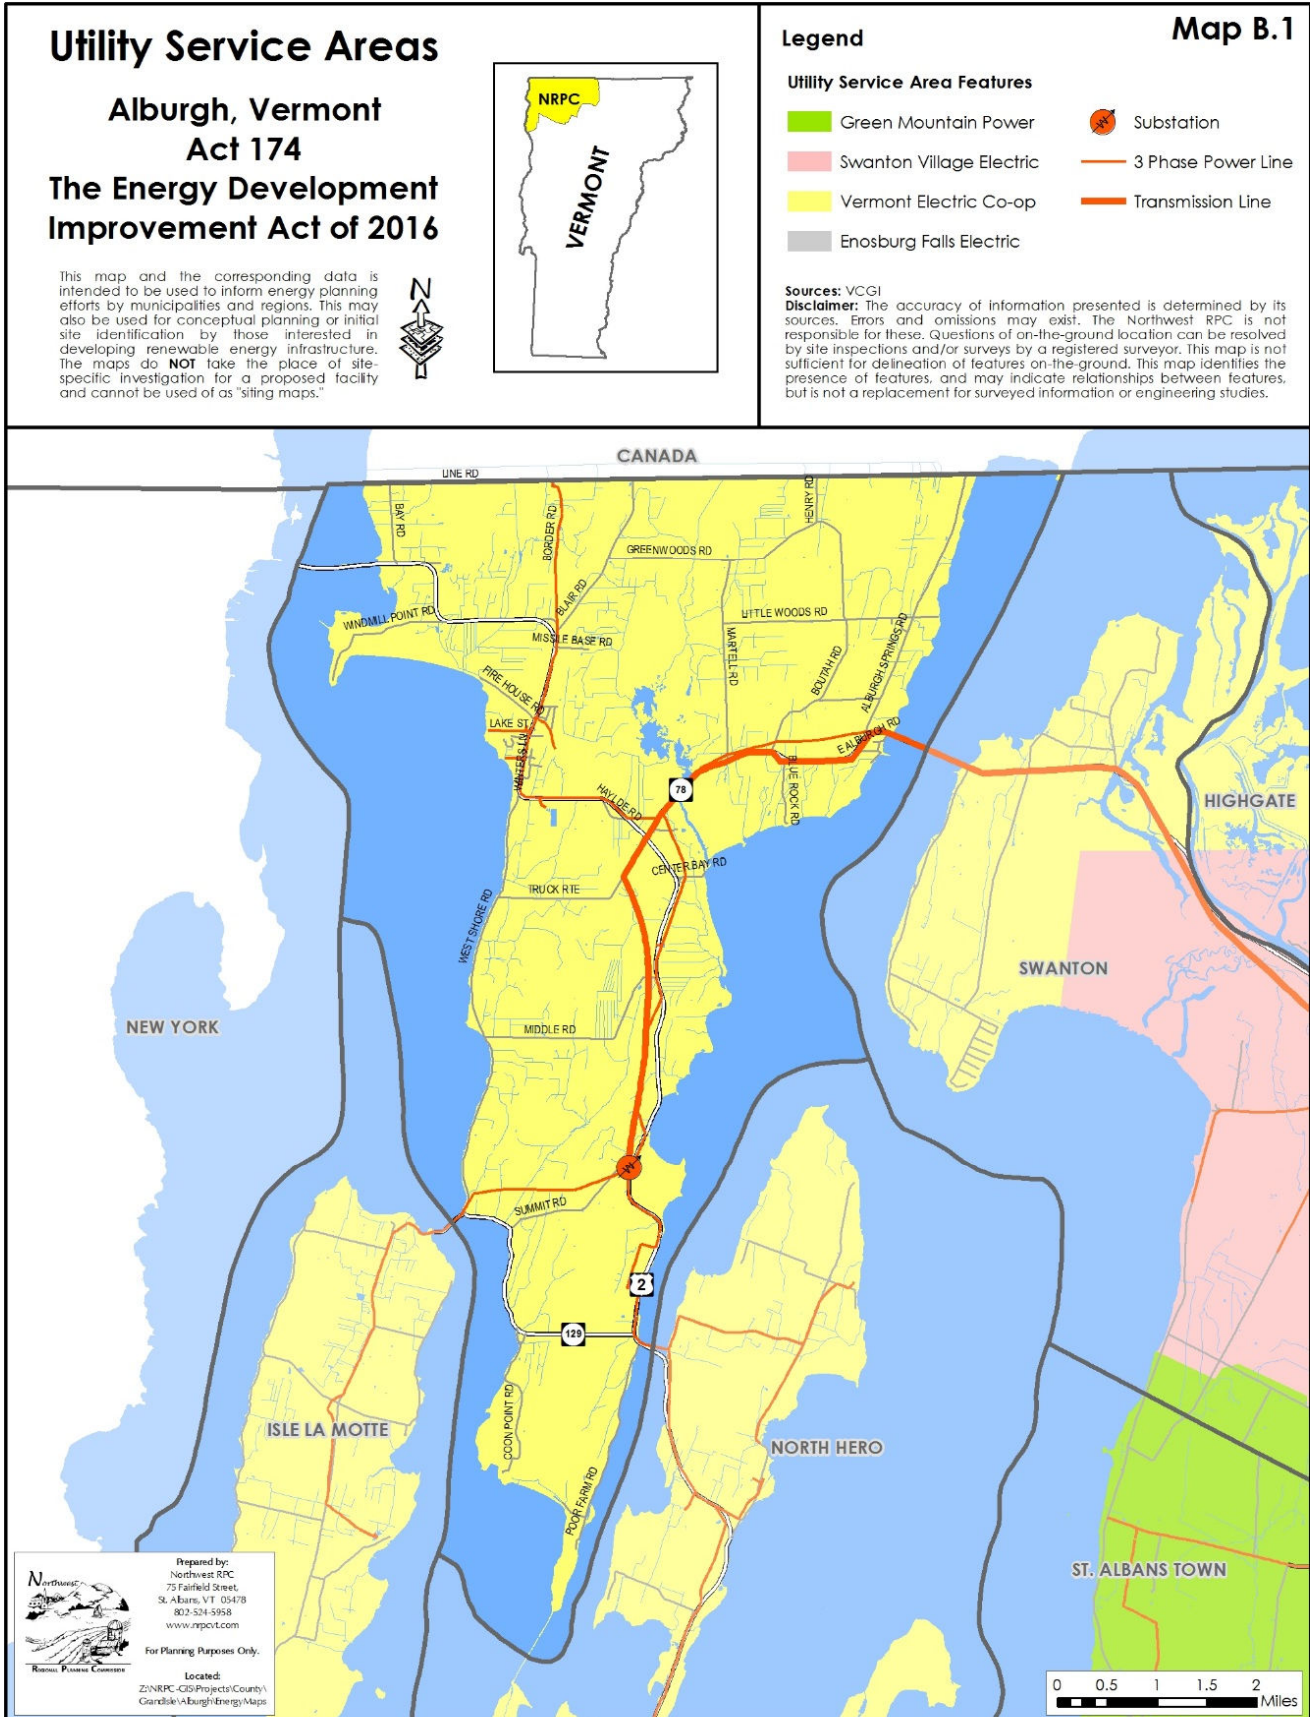 Utility Service Areas
Alburgh, Vermont
Act 174
The Energy Development
Improvement Act of 2016
This map and the corresponding data is
intended to be used to inform energy planning
efforts by municipalities and regions. This may
also be used for conceptual planning or initial
site identification by those interested in
developing renewable energy infrastructure.
The maps do NOT take the place of site-
specific investigation for a proposed facility
and cannot be used of as "siting maps."
N
NRPC
VERMONT
Legend
Map B.1
Utility Service Area Features
Green Mountain Power
Substation
Swanton Village Electric
3 Phase Power Line
Vermont Electric Co-op
Transmission Line
Enosburg Falls Electric
Sources: VCGI
Disclaimer: The accuracy of information presented is determined by its
sources. Errors and omissions may exist. The Northwest RPC is not
responsible for these. Questions of on-the-ground location can be resolved
by site inspections and/or surveys by a registered surveyor. This map is not
sufficient for delineation of features on-the-ground. This map identifies the
presence of features, and may indicate relationships between features,
but is not a replacement for surveyed information or engineering studies.
CANADA
LINE RD
BAY RD
BORDER RD
HENRY RD
GREENWOODS RD
BLAIR RD
WINDMILL POINT RD
LITTLE WOODS RD
MISSLE BASE RD
MARTELL RD
BOUTAH RD
ALBURGH SPRINGS RD
FIRE HOUSE RD
LAKE ST
WATERS LN
E ALBURGH RD
BLUE ROCK RD
78
HAYLDE RD
HIGHGATE
CENTER BAY RD
TRUCK RTE
WEST SHORE RD
SWANTON
NEW YORK
MIDDLE RD
SUMMIT RD
2
129
COON POINT RD
ISLE LA MOTTE
NORTH HERO
POOR FARM RD
ST. ALBANS TOWN
Northwest
REGIONAL PLANNING COMMISSION
Prepared by:
Northwest RPC
75 Fairfield Street,
St. Albans, VT 05478
802-524-5958
www.nrpcvt.com
For Planning Purposes Only.
Located:
Z:\NRPC-GIS\Projects\County\
GrandIsle\Alburgh\EnergyMaps
0 0.5 1 1.5 2
Miles